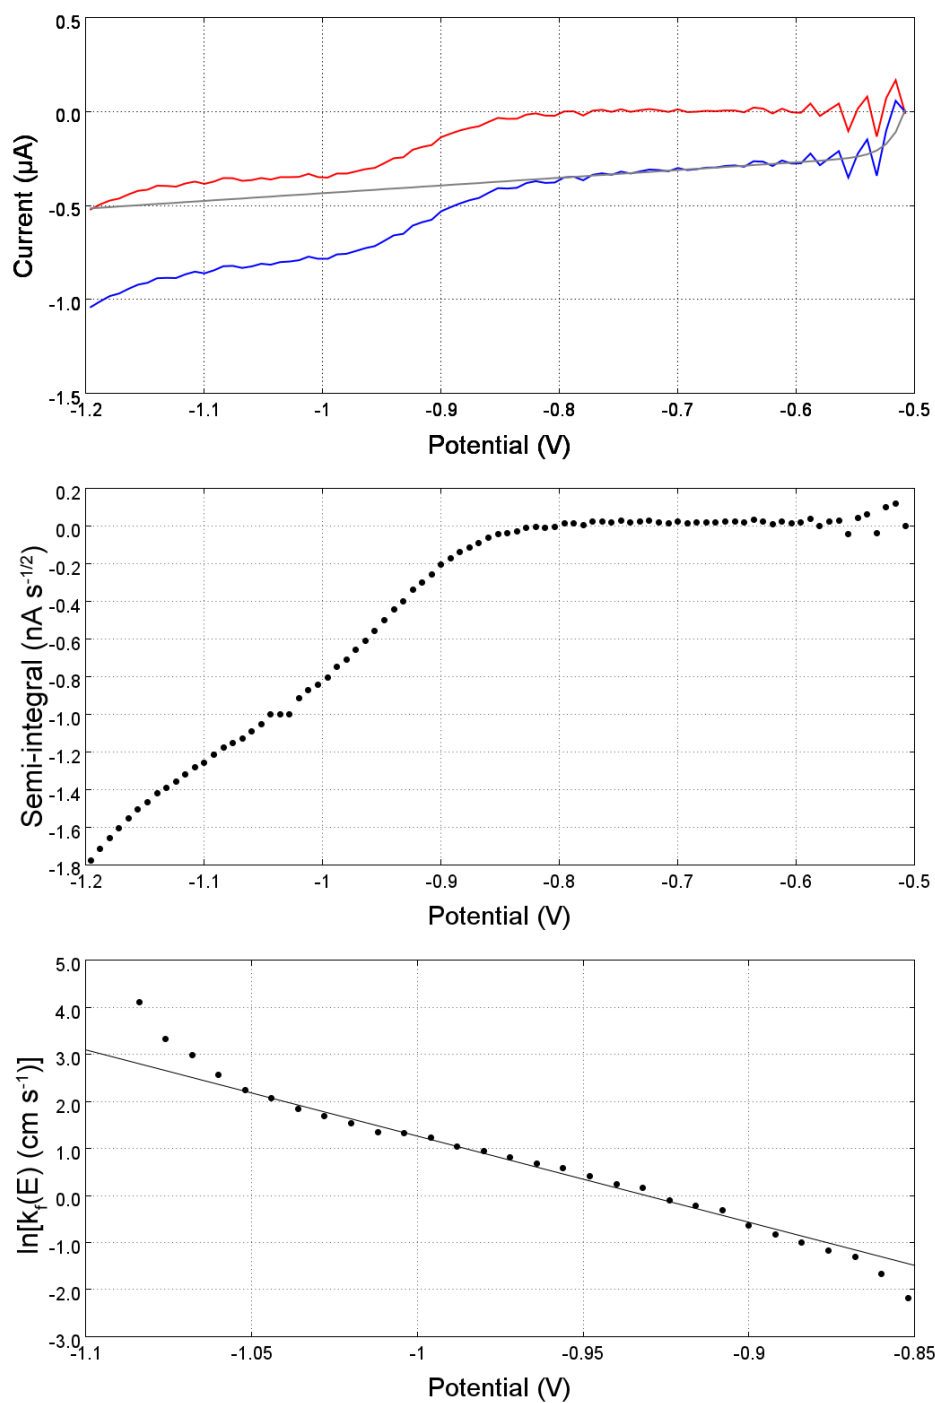 0.5
0.0
-0.5
-1.0
-1.5
Current (µA)
-1.2 -1.1 -1 -0.9 -0.8 -0.7 -0.6 -0.5
Potential (V)
0.2
0.0
-0.2
-0.4
-0.6
-0.8
-1.0
-1.2
-1.4
-1.6
-1.8
Semi-integral (nA s-1/2)
-1.2 -1.1 -1 -0.9 -0.8 -0.7 -0.6 -0.5
Potential (V)
5.0
4.0
3.0
2.0
1.0
0.0
-1.0
-2.0
-3.0
ln[kf(E) (cm s-1)]
-1.1 -1.05 -1 -0.95 -0.9 -0.85
Potential (V)